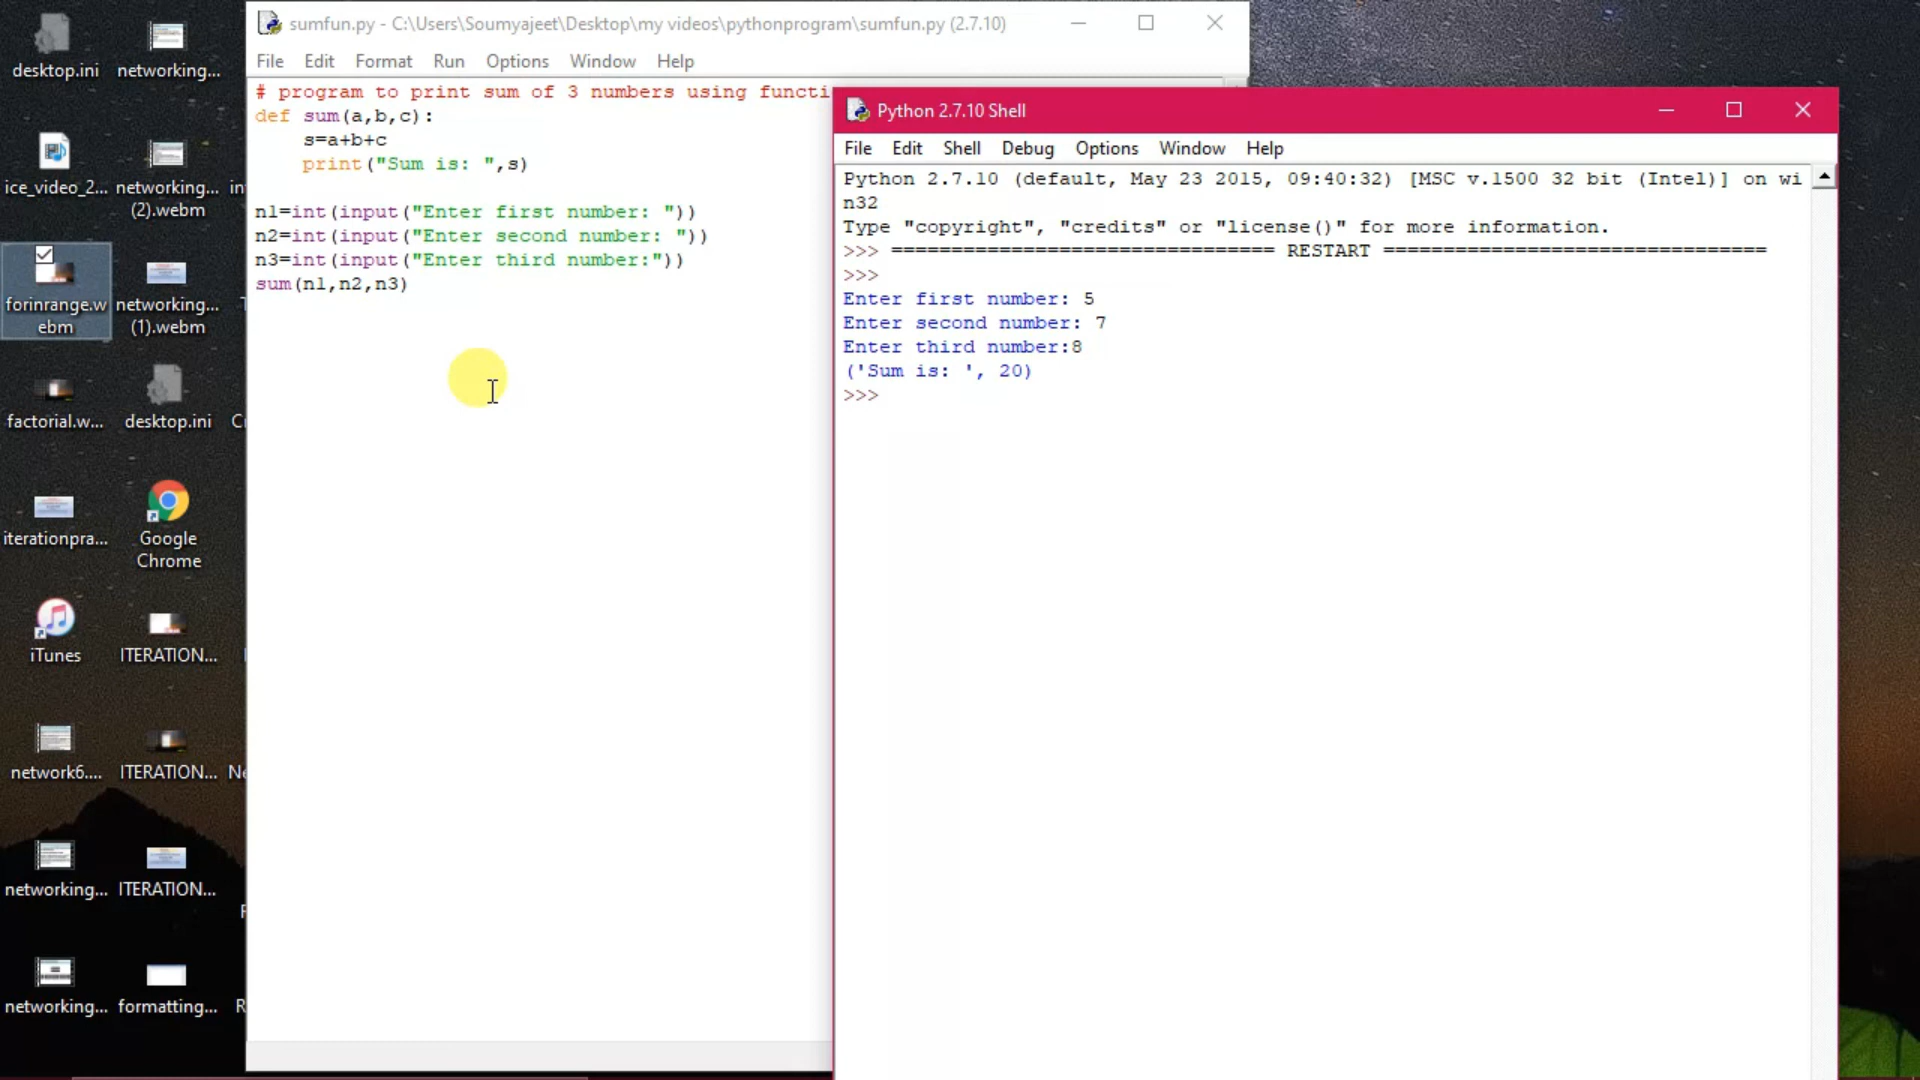 desktop.ini
networking...
ice_video_2...
networking...
(2).webm
forinrange.w
ebm
networking...
(1).webm
factorial.w...
desktop.ini
iterationpra...
Google
Chrome
iTunes
ITERATION...
network6....
ITERATION...
networking...
ITERATION...
networking...
formatting...
sumfun.py - C:\Users\Soumyajeet\Desktop\my videos\pythonprogram\sumfun.py (2.7.10)
File Edit Format Run Options Window Help
# program to print sum of 3 numbers using functi
def sum(a,b,c):
s=a+b+c
print("Sum is: ",s)
n1=int(input("Enter first number: "))
n2=int(input("Enter second number: "))
n3=int(input("Enter third number:"))
sum(n1,n2,n3)
Python 2.7.10 Shell
File Edit Shell Debug Options Window Help
Python 2.7.10 (default, May 23 2015, 09:40:32) [MSC v.1500 32 bit (Intel)] on wi
n32
Type "copyright", "credits" or "license()" for more information.
>>> ================================ RESTART ================================
>>>
Enter first number: 5
Enter second number: 7
Enter third number:8
('Sum is: ', 20)
>>>